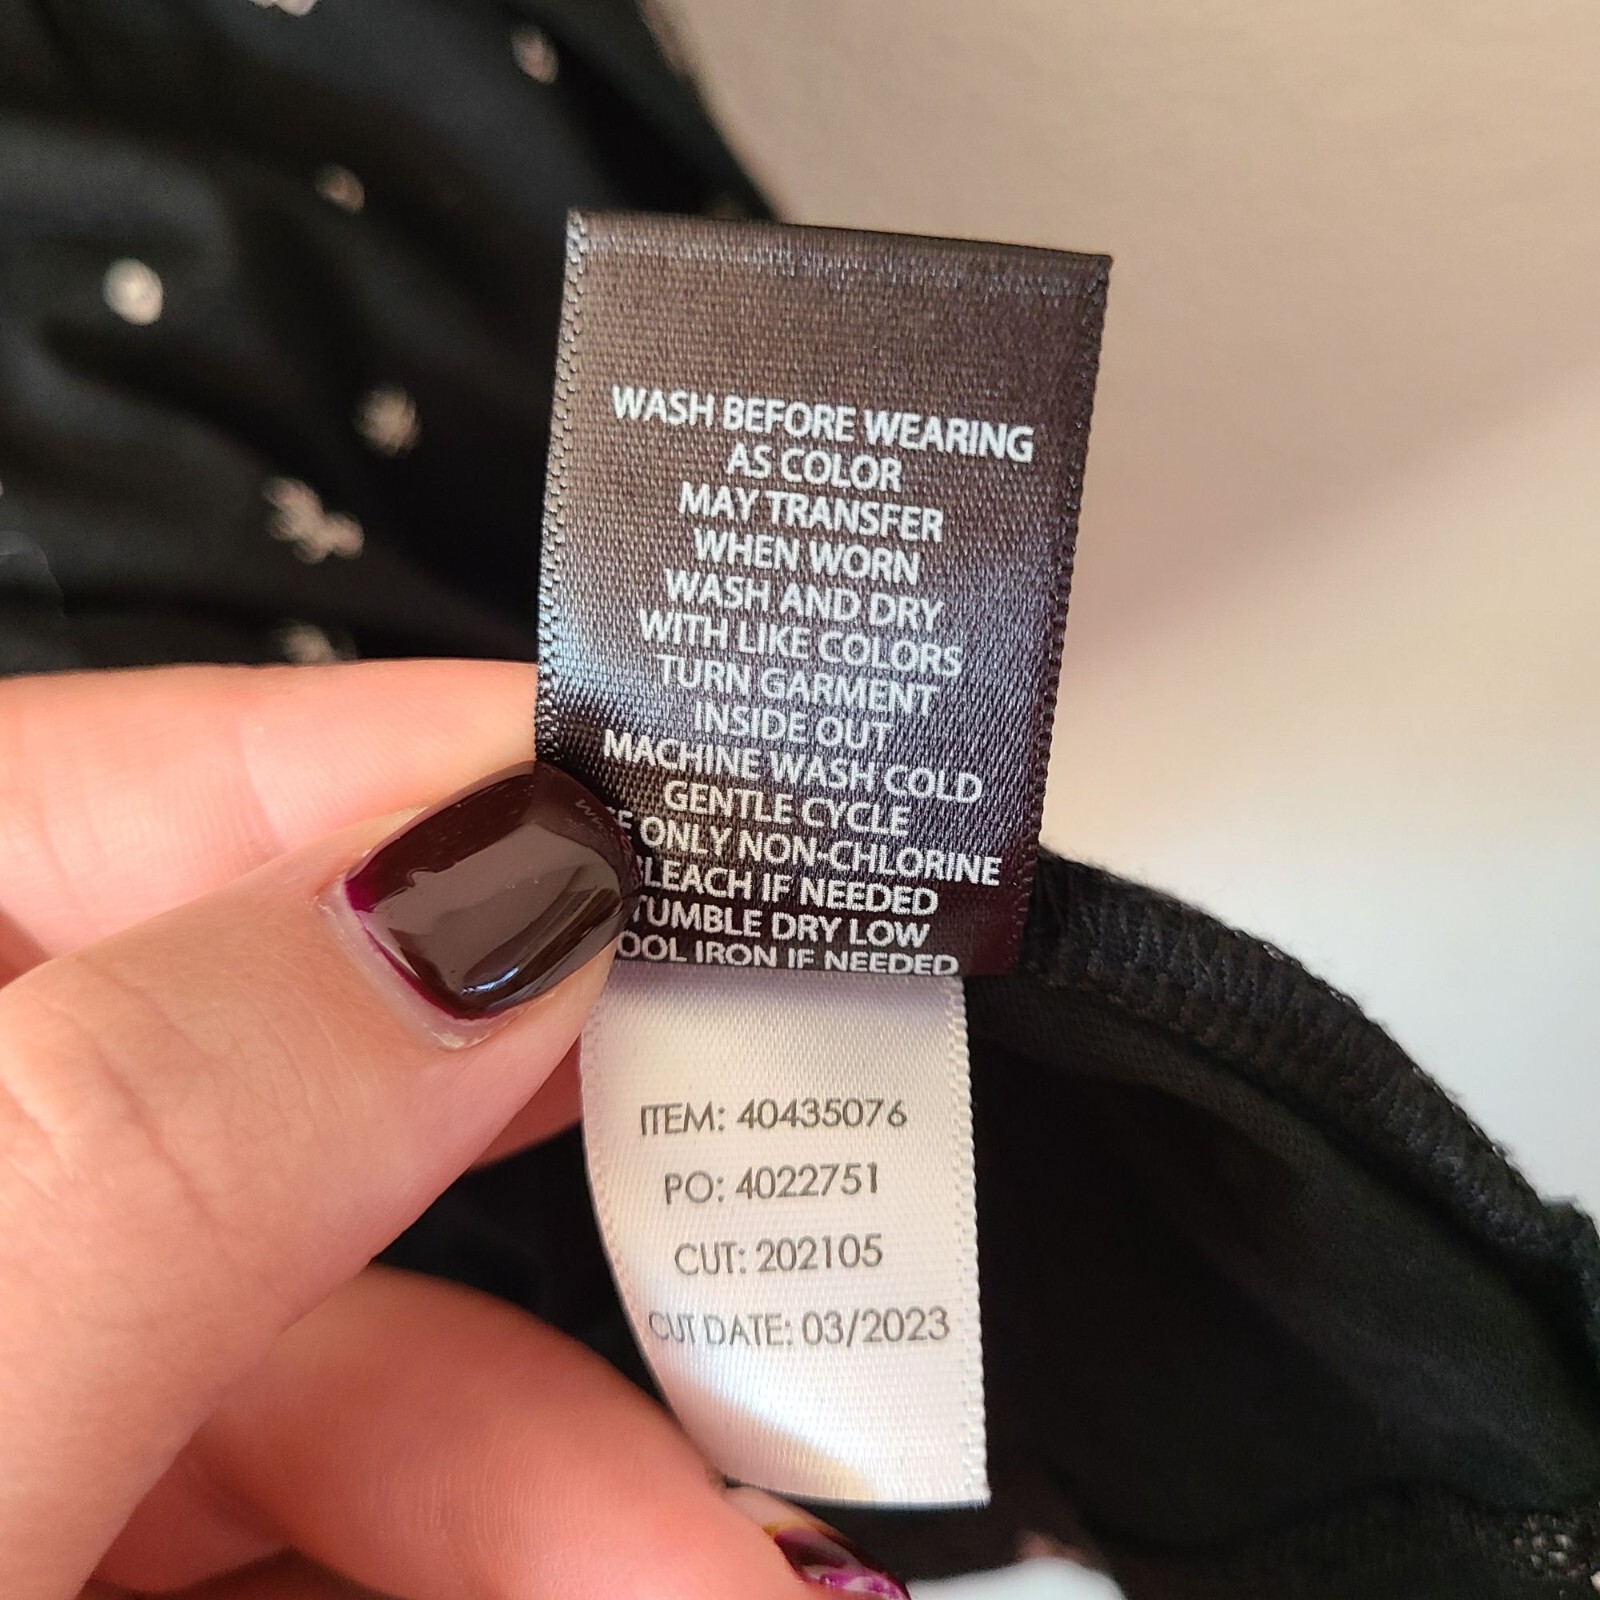 WASH BEFORE WEARING
AS COLOR
MAY TRANSFER
WHEN WORN
WASH AND DRY
WITH LIKE COLORS
TURN GARMENT
INSIDE OUT
MACHINE WASH COLD
GENTLE CYCLE
ONLY NON-CHLORINE
LEACH IF NEEDED
TUMBLE DRY LOW
OOL IRON IF NEEDED
ITEM: 40435076
PO: 4022751
CUT: 202105
CUT DATE: 03/2023